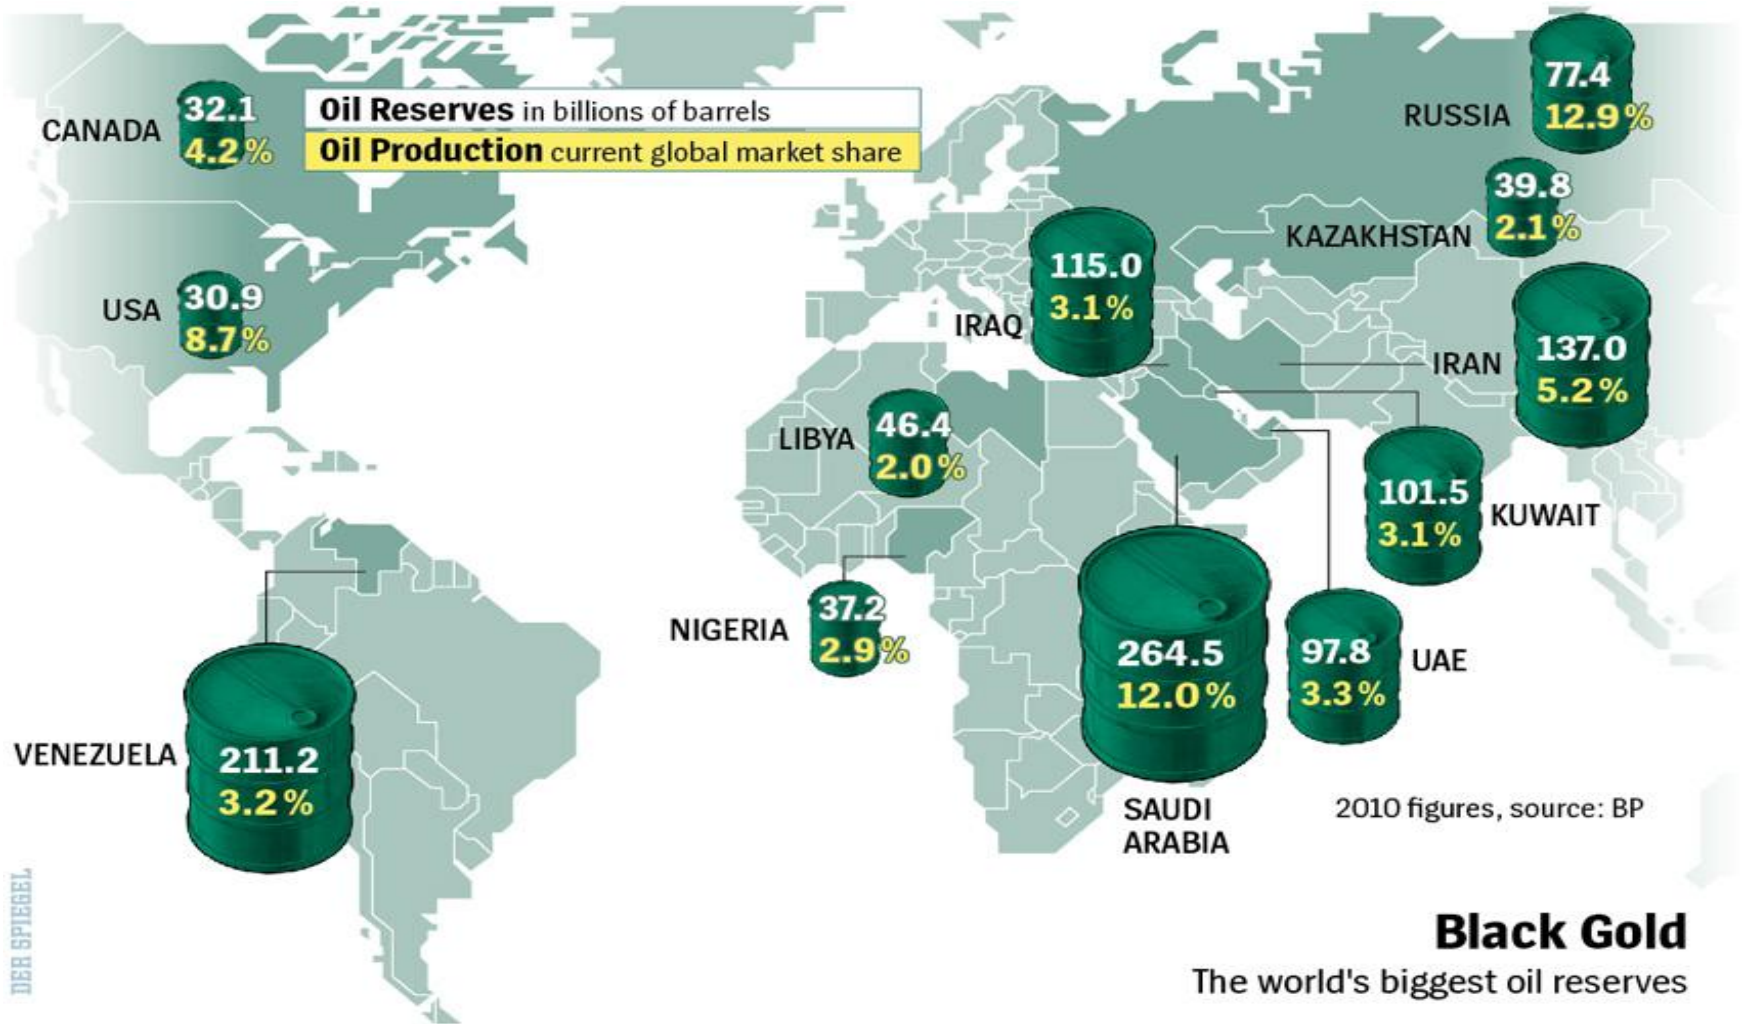 CANADA
32.1
4.2%
Oil Reserves in billions of barrels
Oil Production current global market share
77.4
12.9%
RUSSIA
39.8
2.1%
KAZAKHSTAN
USA
30.9
8.7%
115.0
3.1%
IRAQ
IRAN
137.0
5.2%
LIBYA
46.4
2.0%
101.5
3.1%
KUWAIT
NIGERIA
37.2
2.9%
264.5
12.0%
SAUDI
ARABIA
97.8
3.3%
UAE
VENEZUELA
211.2
3.2%
2010 figures, source: BP
DER SPIEGEL
Black Gold
The world's biggest oil reserves